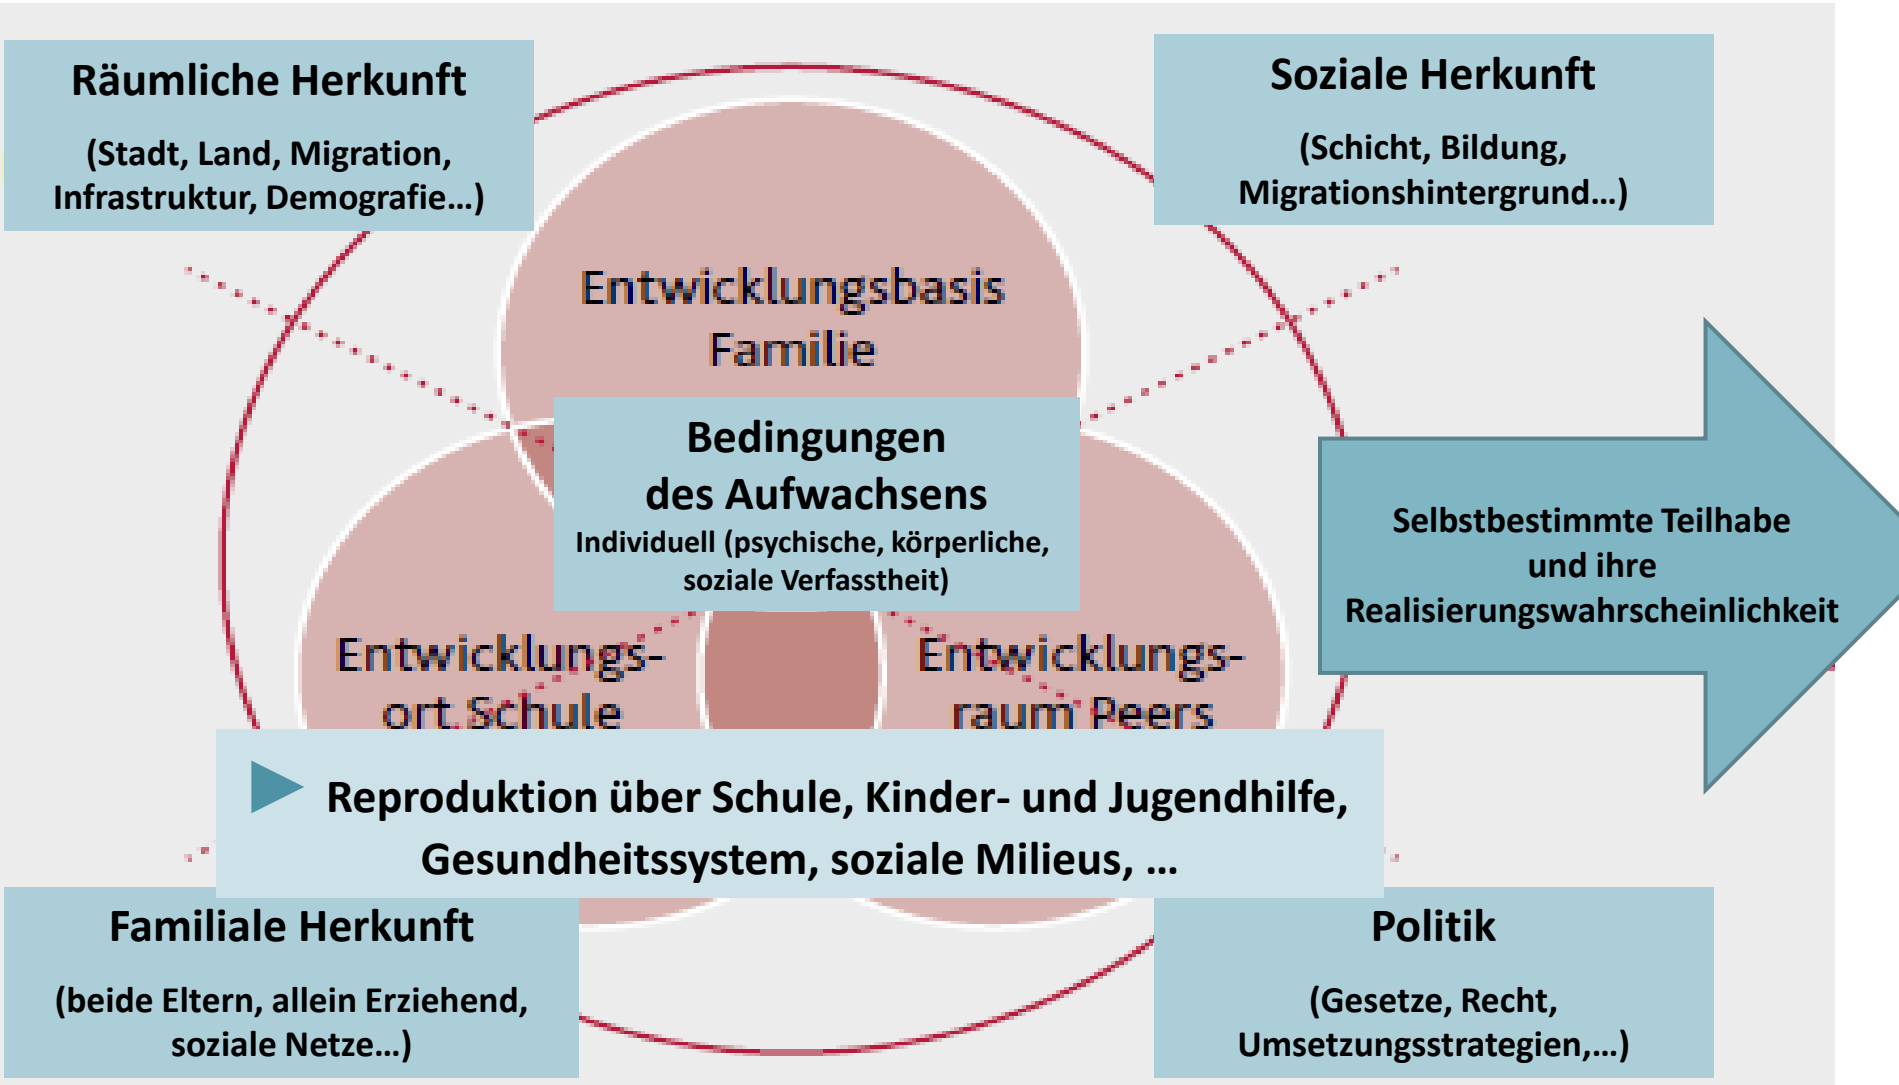 Räumliche Herkunft
(Stadt, Land, Migration,
Infrastruktur, Demografie...)
Soziale Herkunft
(Schicht, Bildung,
Migrationshintergrund...)
Entwicklungsbasis
Familie
Bedingungen
des Aufwachsens
Individuell (psychische, körperliche,
soziale Verfasstheit)
Selbstbestimmte Teilhabe
und ihre
Realisierungswahrscheinlichkeit
Entwicklungs-
ort Schule
Entwicklungs-
raum Peers
Reproduktion über Schule, Kinder- und Jugendhilfe,
Gesundheitssystem, soziale Milieus, ...
Familiale Herkunft
(beide Eltern, allein Erziehend,
soziale Netze...)
Politik
(Gesetze, Recht,
Umsetzungsstrategien,...)